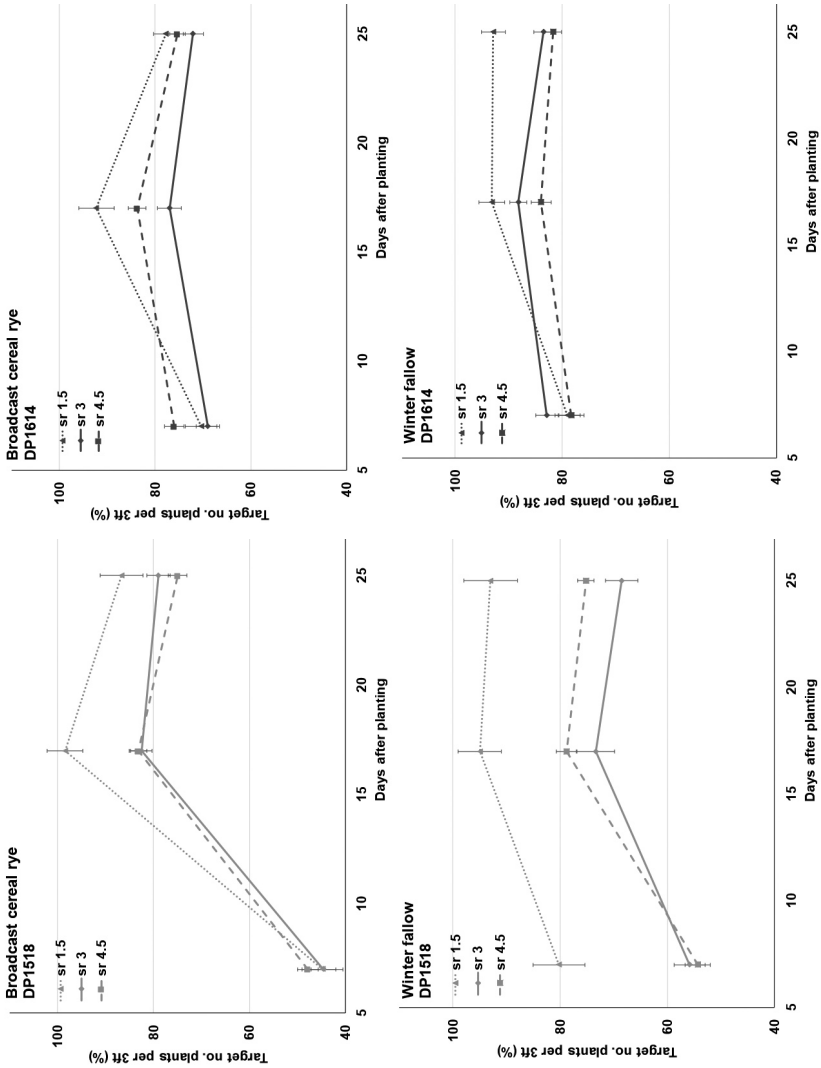 Broadcast cereal rye
DP1518
sr 1.5
sr 3
sr 4.5
Target no. plants per 3ft (%)
100
80
60
40
5
10
15
20
25
Days after planting
Broadcast cereal rye
DP1614
sr 1.5
sr 3
sr 4.5
Target no. plants per 3ft (%)
100
80
60
40
5
10
15
20
25
Days after planting
Winter fallow
DP1518
sr 1.5
sr 3
sr 4.5
Target no. plants per 3ft (%)
100
80
60
40
5
10
15
20
25
Days after planting
Winter fallow
DP1614
sr 1.5
sr 3
sr 4.5
Target no. plants per 3ft (%)
100
80
60
40
5
10
15
20
25
Days after planting